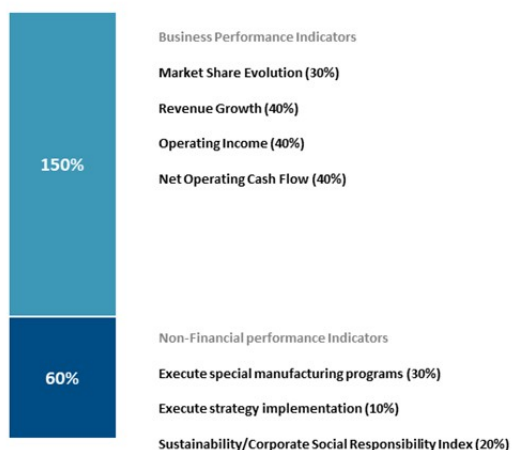 Business Performance Indicators
Market Share Evolution (30%)
Revenue Growth (40%)
Operating Income (40%)
150%
Net Operating Cash Flow (40%)
Non-Financial performance Indicators
Execute special manufacturing programs (30%)
60%
Execute strategy implementation (10%)
Sustainability/Corporate Social Responsibility Index (20%)